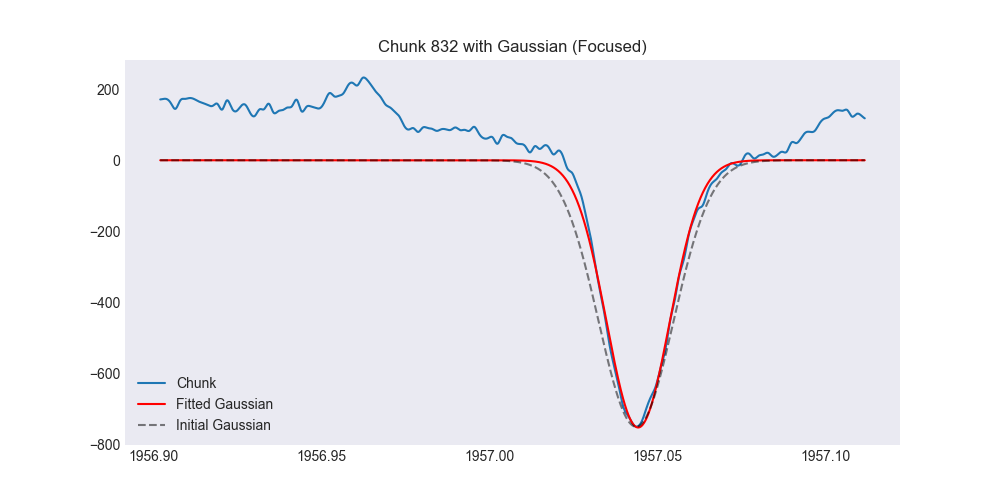 Chunk 832 with Gaussian (Focused)
200
0
−200
−400
−600
−800
Chunk
Fitted Gaussian
Initial Gaussian
1956.90 1956.95 1957.00 1957.05 1957.10